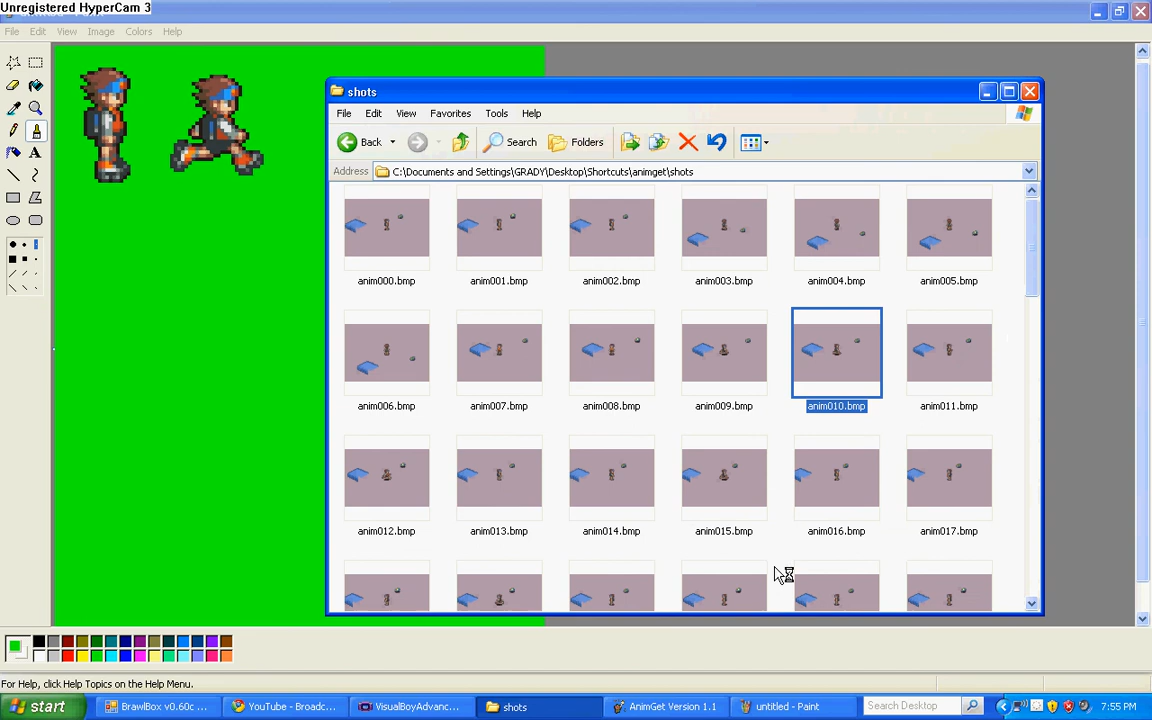 Unregistered HyperCam 3
File Edit View Image Colors Help
shots
File Edit View Favorites Tools Help
Back Search Folders
Address C:\Documents and Settings\GRADY\Desktop\Shortcuts\animget\shots
anim000.bmp anim001.bmp anim002.bmp anim003.bmp anim004.bmp anim005.bmp
anim006.bmp anim007.bmp anim008.bmp anim009.bmp anim010.bmp anim011.bmp
anim012.bmp anim013.bmp anim014.bmp anim015.bmp anim016.bmp anim017.bmp
For Help, click Help Topics on the Help Menu.
start BrawlBox v0.60c ... YouTube - Broadc... VisualBoyAdvanc... shots AnimGet Version 1.1 untitled - Paint Search Desktop 7:55 PM